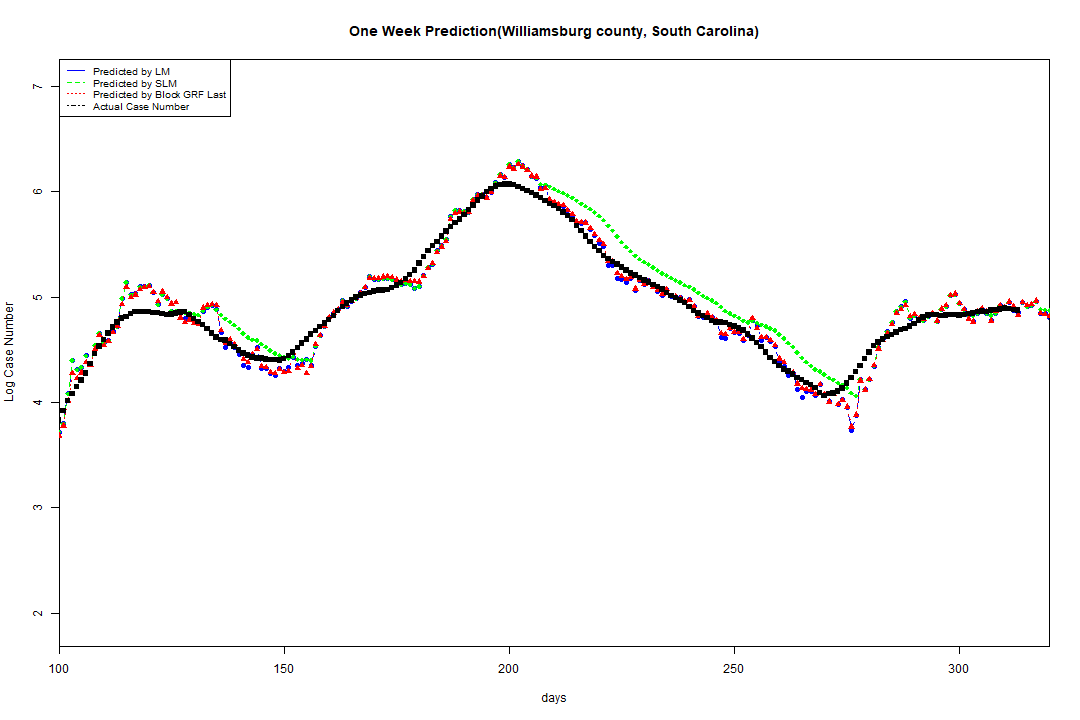 One Week Prediction(Williamsburg county, South Carolina)
Predicted by LM
Predicted by SLM
Predicted by Block GRF Last
Actual Case Number
7
6
5
4
3
2
Log Case Number
100 150 200 250 300
days